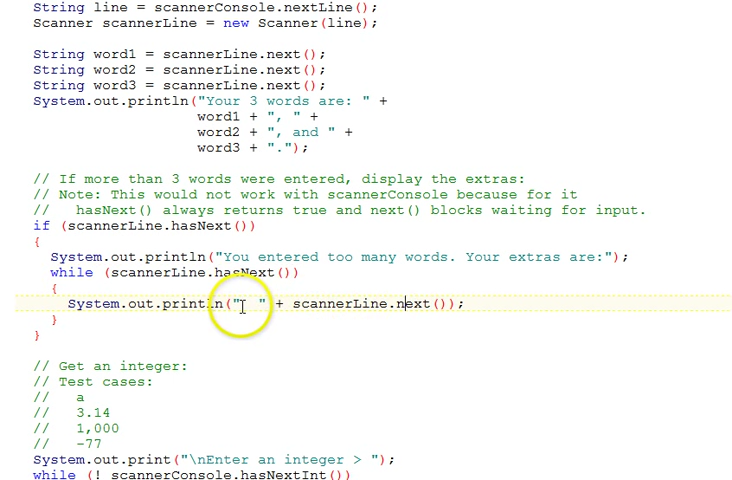 String line = scannerConsole.nextLine();
Scanner scannerLine = new Scanner(line);
String word1 = scannerLine.next();
String word2 = scannerLine.next();
String word3 = scannerLine.next();
System.out.println("Your 3 words are: " +
word1 + ", " +
word2 + ", and " +
word3 + ".");
// If more than 3 words were entered, display the extras:
// Note: This would not work with scannerConsole because for it
//   hasNext() always returns true and next() blocks waiting for input.
if (scannerLine.hasNext())
{
System.out.println("You entered too many words. Your extras are:");
while (scannerLine.hasNext())
{
System.out.println("  " + scannerLine.next());
}
}
// Get an integer:
// Test cases:
//   a
//   3.14
//   1,000
//   -77
System.out.print("\nEnter an integer > ");
while (! scannerConsole.hasNextInt())